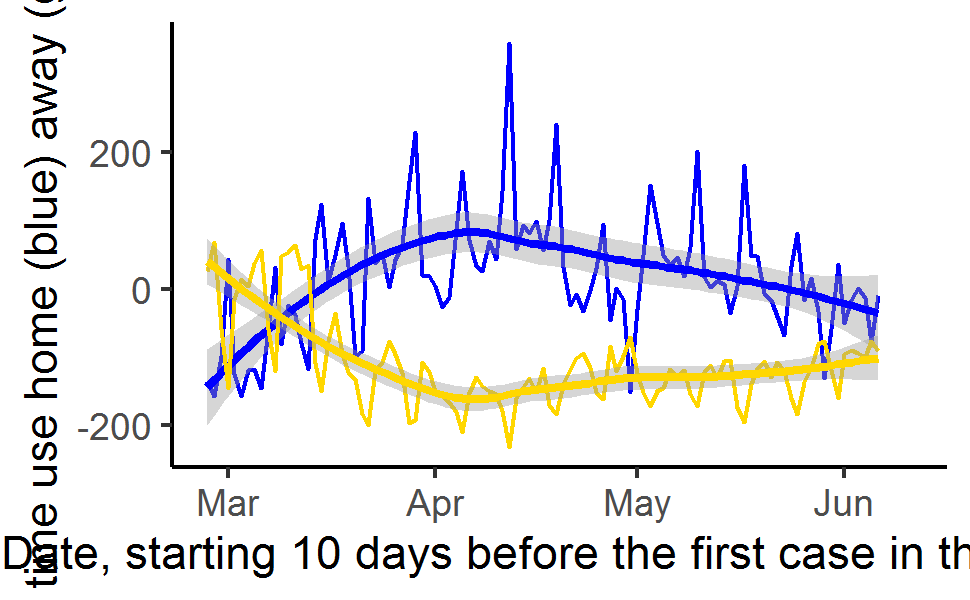 time use home (blue) away (
200
0
-200
Mar Apr May Jun
Date, starting 10 days before the first case in th